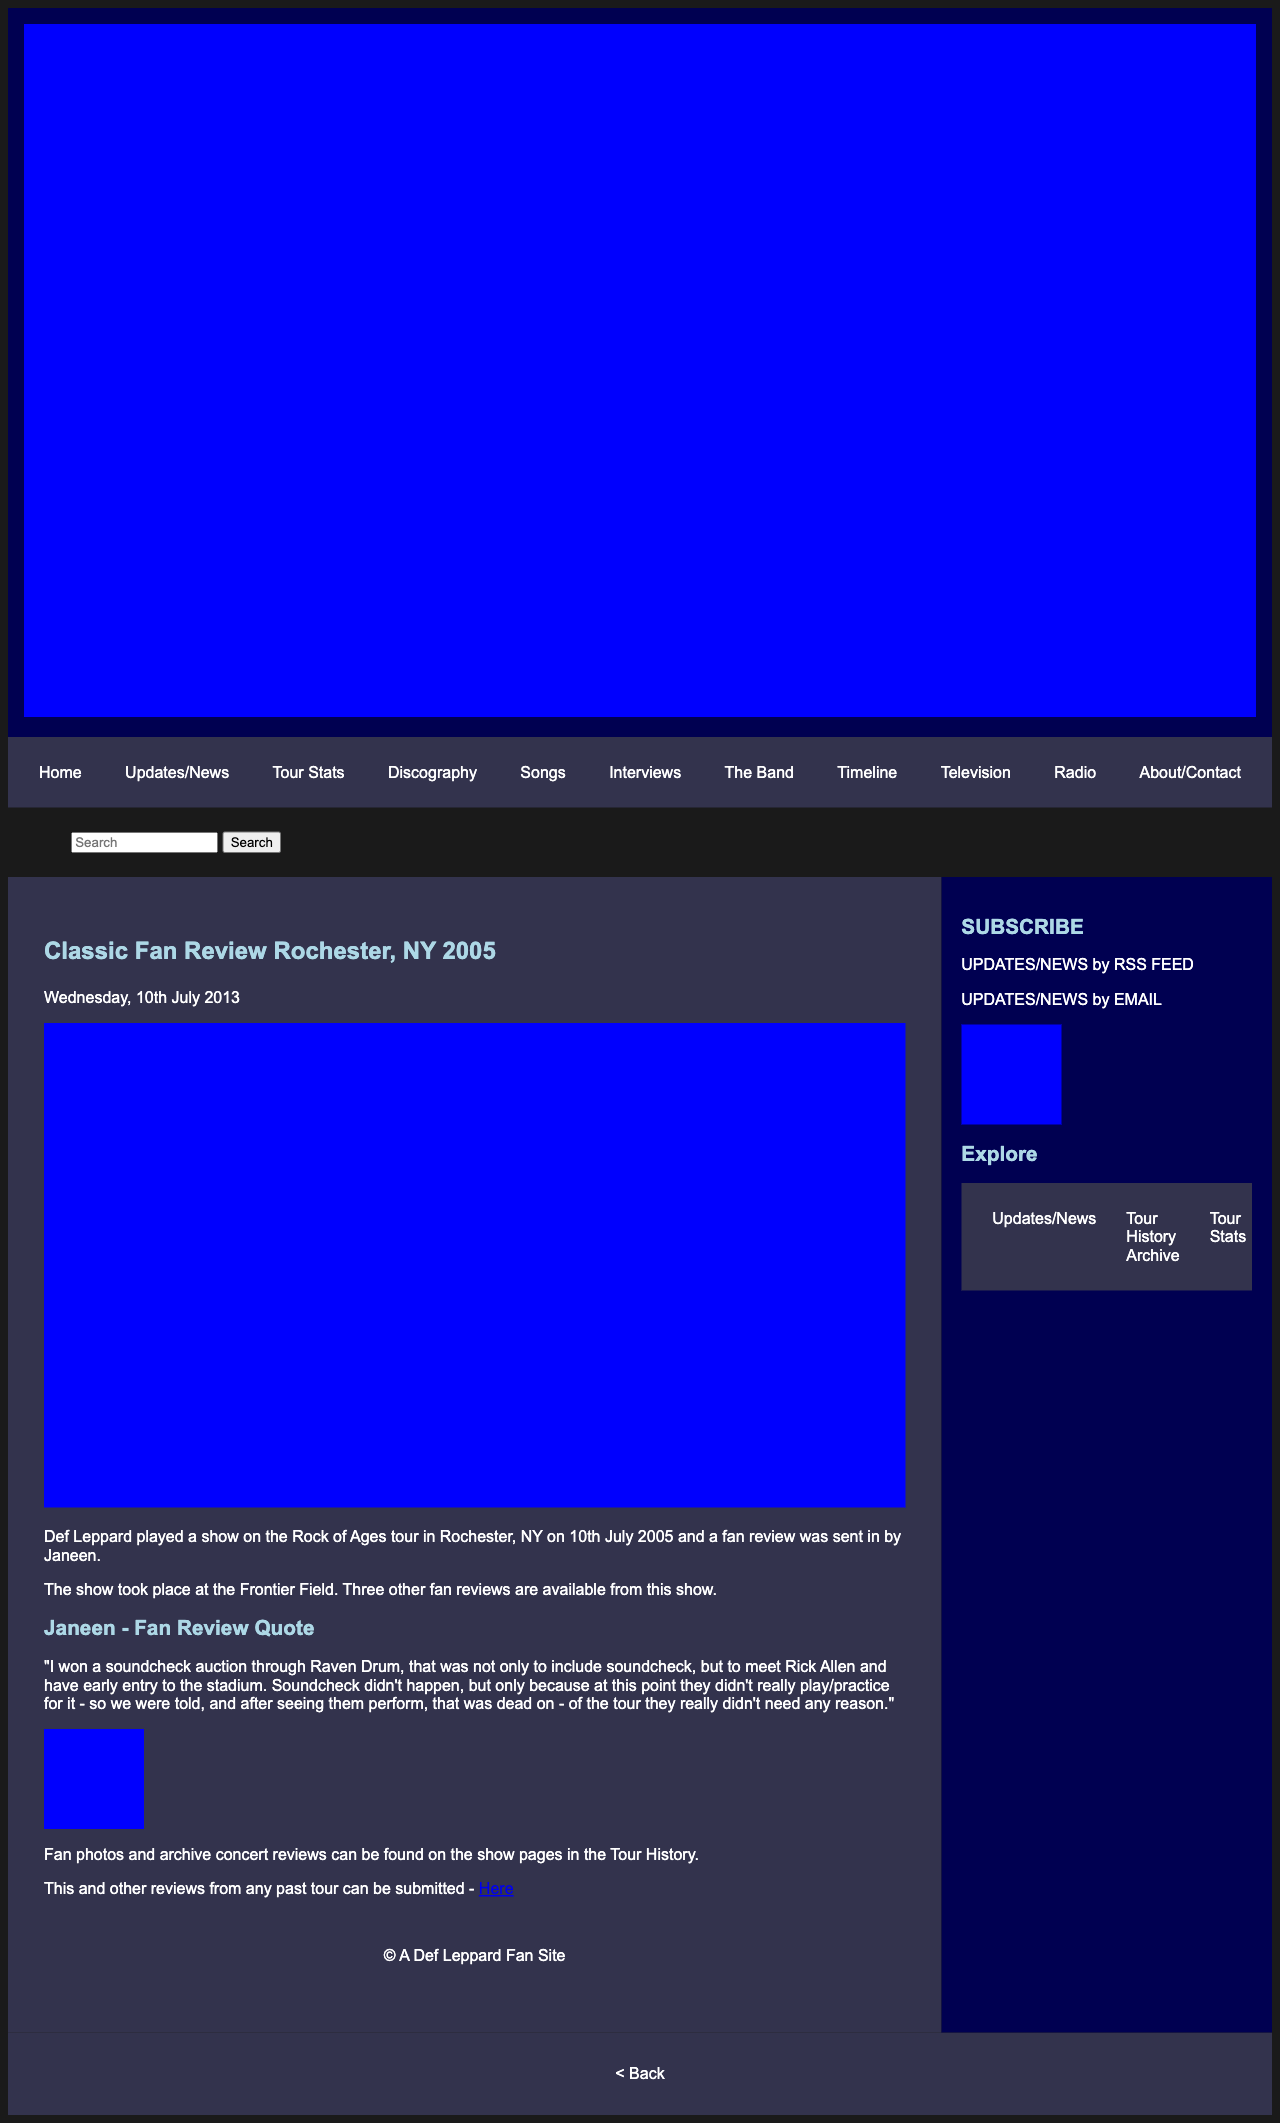 Home Updates/News Tour Stats Discography Songs Interviews The Band Timeline Television Radio About/Contact
Search Search
Classic Fan Review Rochester, NY 2005
Wednesday, 10th July 2013
Def Leppard played a show on the Rock of Ages tour in Rochester, NY on 10th July 2005 and a fan review was sent in by
Janeen.
The show took place at the Frontier Field. Three other fan reviews are available from this show.
Janeen - Fan Review Quote
"I won a soundcheck auction through Raven Drum, that was not only to include soundcheck, but to meet Rick Allen and
have early entry to the stadium. Soundcheck didn't happen, but only because at this point they didn't really play/practice
for it - so we were told, and after seeing them perform, that was dead on - of the tour they really didn't need any reason."
Fan photos and archive concert reviews can be found on the show pages in the Tour History.
This and other reviews from any past tour can be submitted - Here
© A Def Leppard Fan Site
SUBSCRIBE
UPDATES/NEWS by RSS FEED
UPDATES/NEWS by EMAIL
Explore
Updates/News Tour Tour
History Stats
Archive
< Back